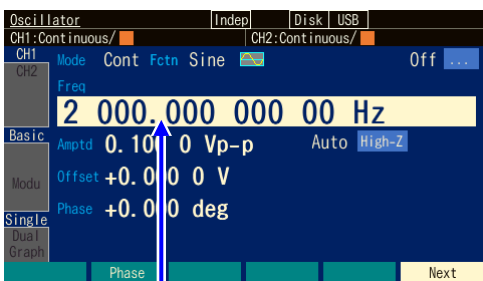 Oscillator Indep Disk USB
CH1:Continuous/ CH2:Continuous/
CH1 Mode Cont Fctn Sine Off ...
CH2
Freq
2 000.000 000 00 Hz
Basic Amptd 0.100 0 Vp-p Auto High-Z
Modu Offset +0.000 0 V
Phase +0.000 deg
Single
Dual
Graph
Phase Next